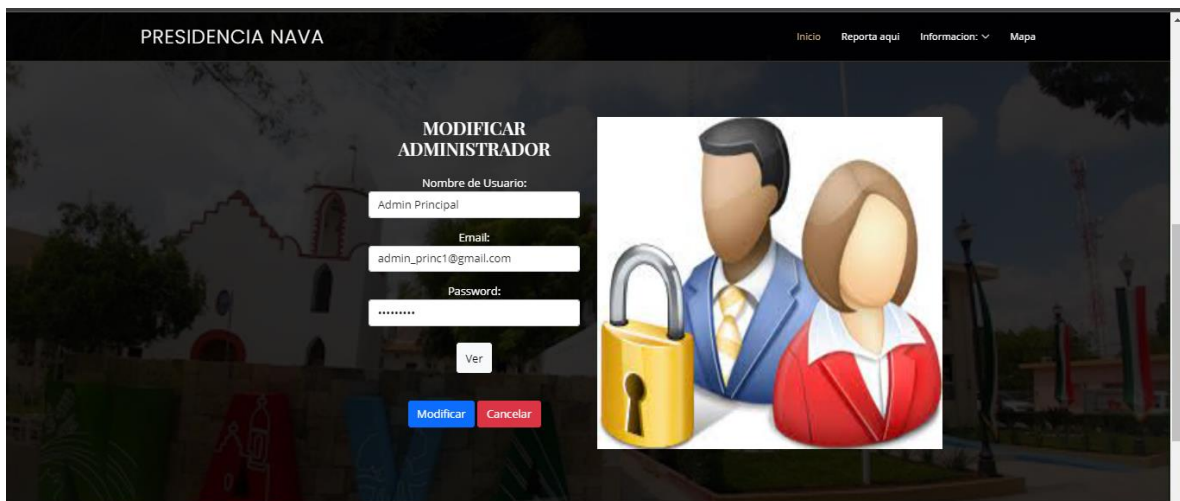 PRESIDENCIA NAVA
Inicio Reporta aqui Informacion: Mapa
MODIFICAR
ADMINISTRADOR
Nombre de Usuario:
Admin Principal
Email:
admin_princ1@gmail.com
Password:
•••••••••
Ver
Modificar Cancelar